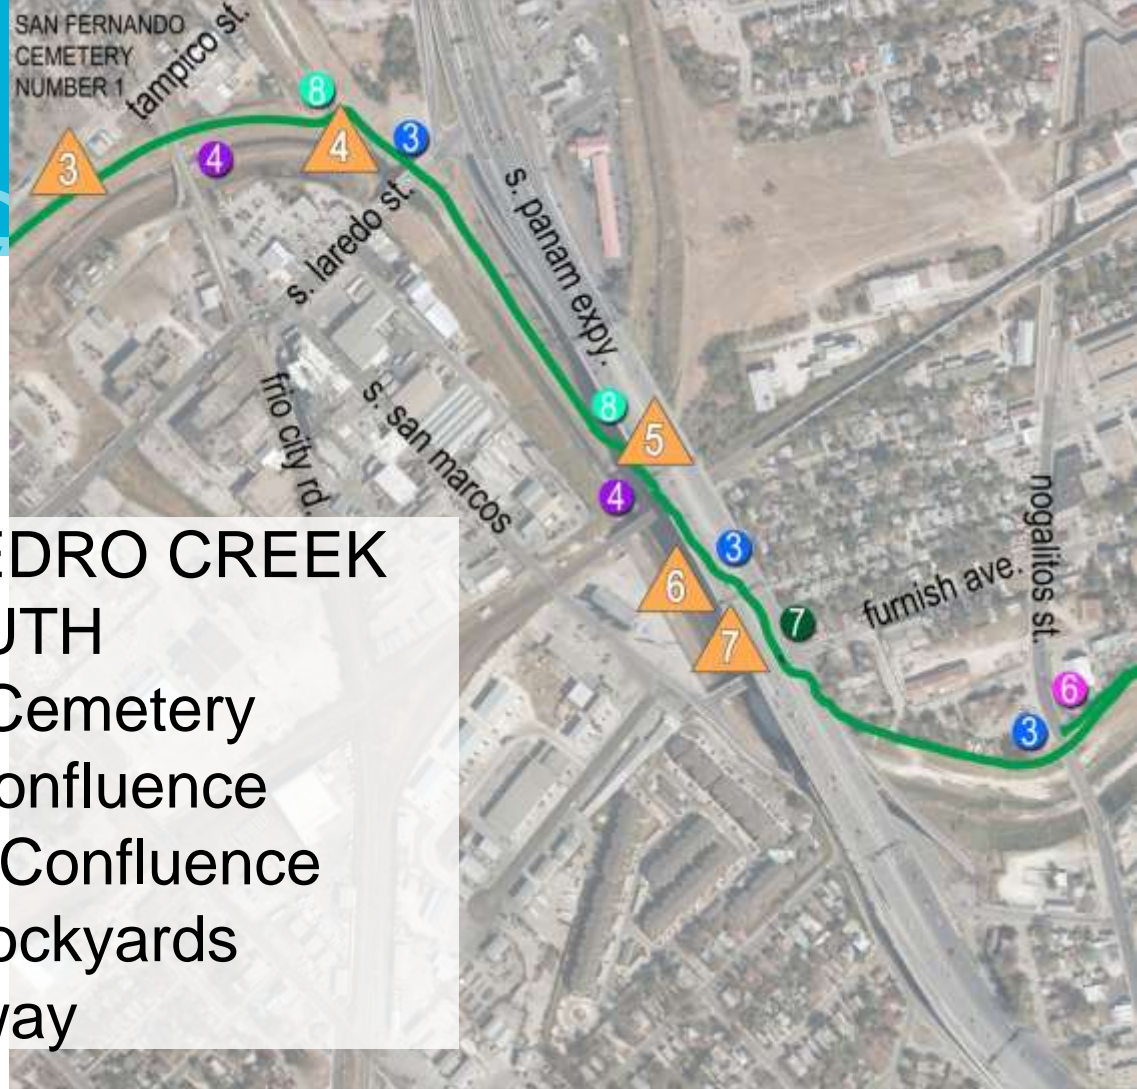 SAN FERNANDO
CEMETERY
NUMBER 1
tampico st.
8
3
4
3
4
s. laredo st.
s. panam expy.
frio city rd.
s. san marcos
8
5
4
3
6
7
7
furnish ave.
nogalitos st.
6
3
EDRO CREEK
UTH
Cemetery
onfluence
Confluence
ockyards
way